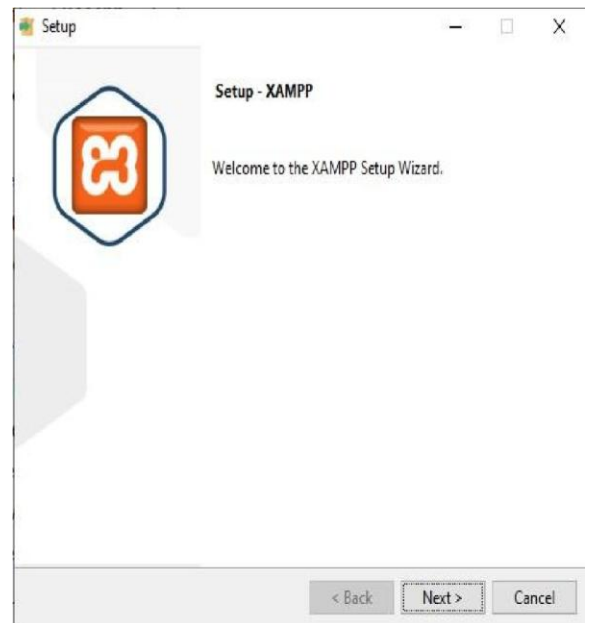 Setup
Setup - XAMPP
Welcome to the XAMPP Setup Wizard.
< Back
Next >
Cancel